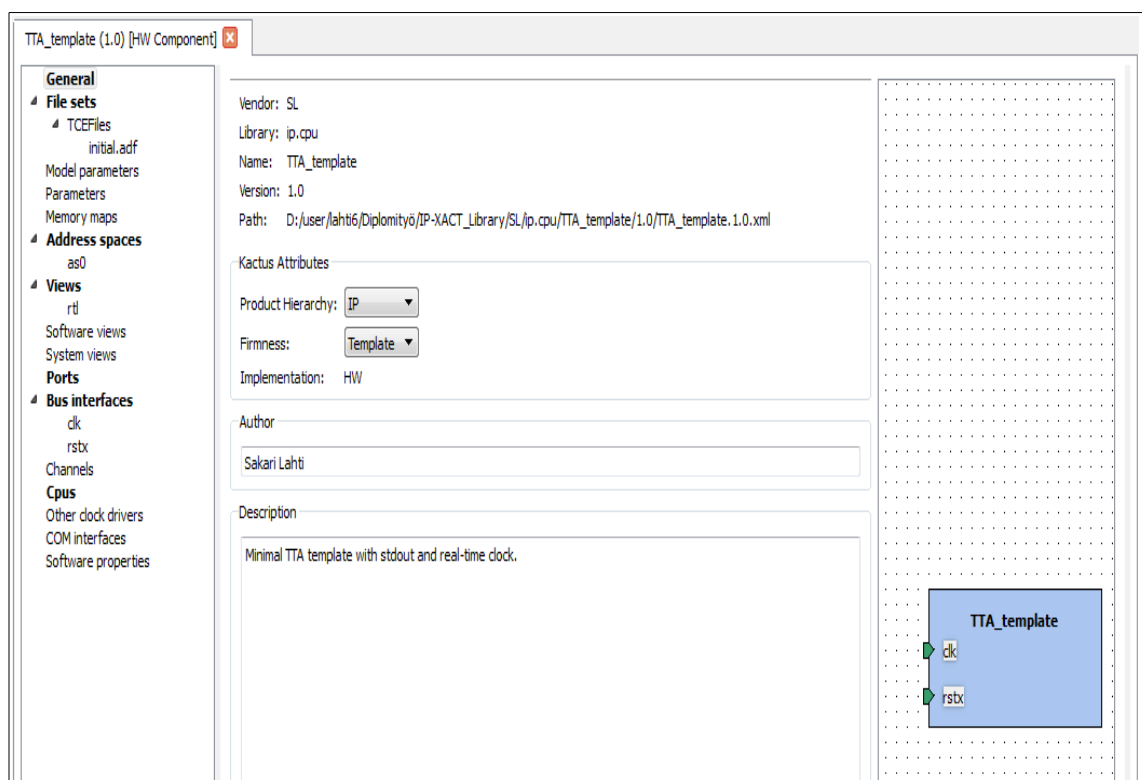 TTA_template (1.0) [HW Component]
General
File sets
TCEFiles
initial.adf
Model parameters
Parameters
Memory maps
Address spaces
as0
Views
rtl
Software views
System views
Ports
Bus interfaces
clk
rstx
Channels
Cpus
Other clock drivers
COM interfaces
Software properties
Vendor: SL
Library: ip.cpu
Name: TTA_template
Version: 1.0
Path: D:/user/lahti6/Diplomityö/IP-XACT_Library/SL/ip.cpu/TTA_template/1.0/TTA_template.1.0.xml
Kactus Attributes
Product Hierarchy: IP
Firmness: Template
Implementation: HW
Author
Sakari Lahti
Description
Minimal TTA template with stdout and real-time clock.
TTA_template
clk
rstx